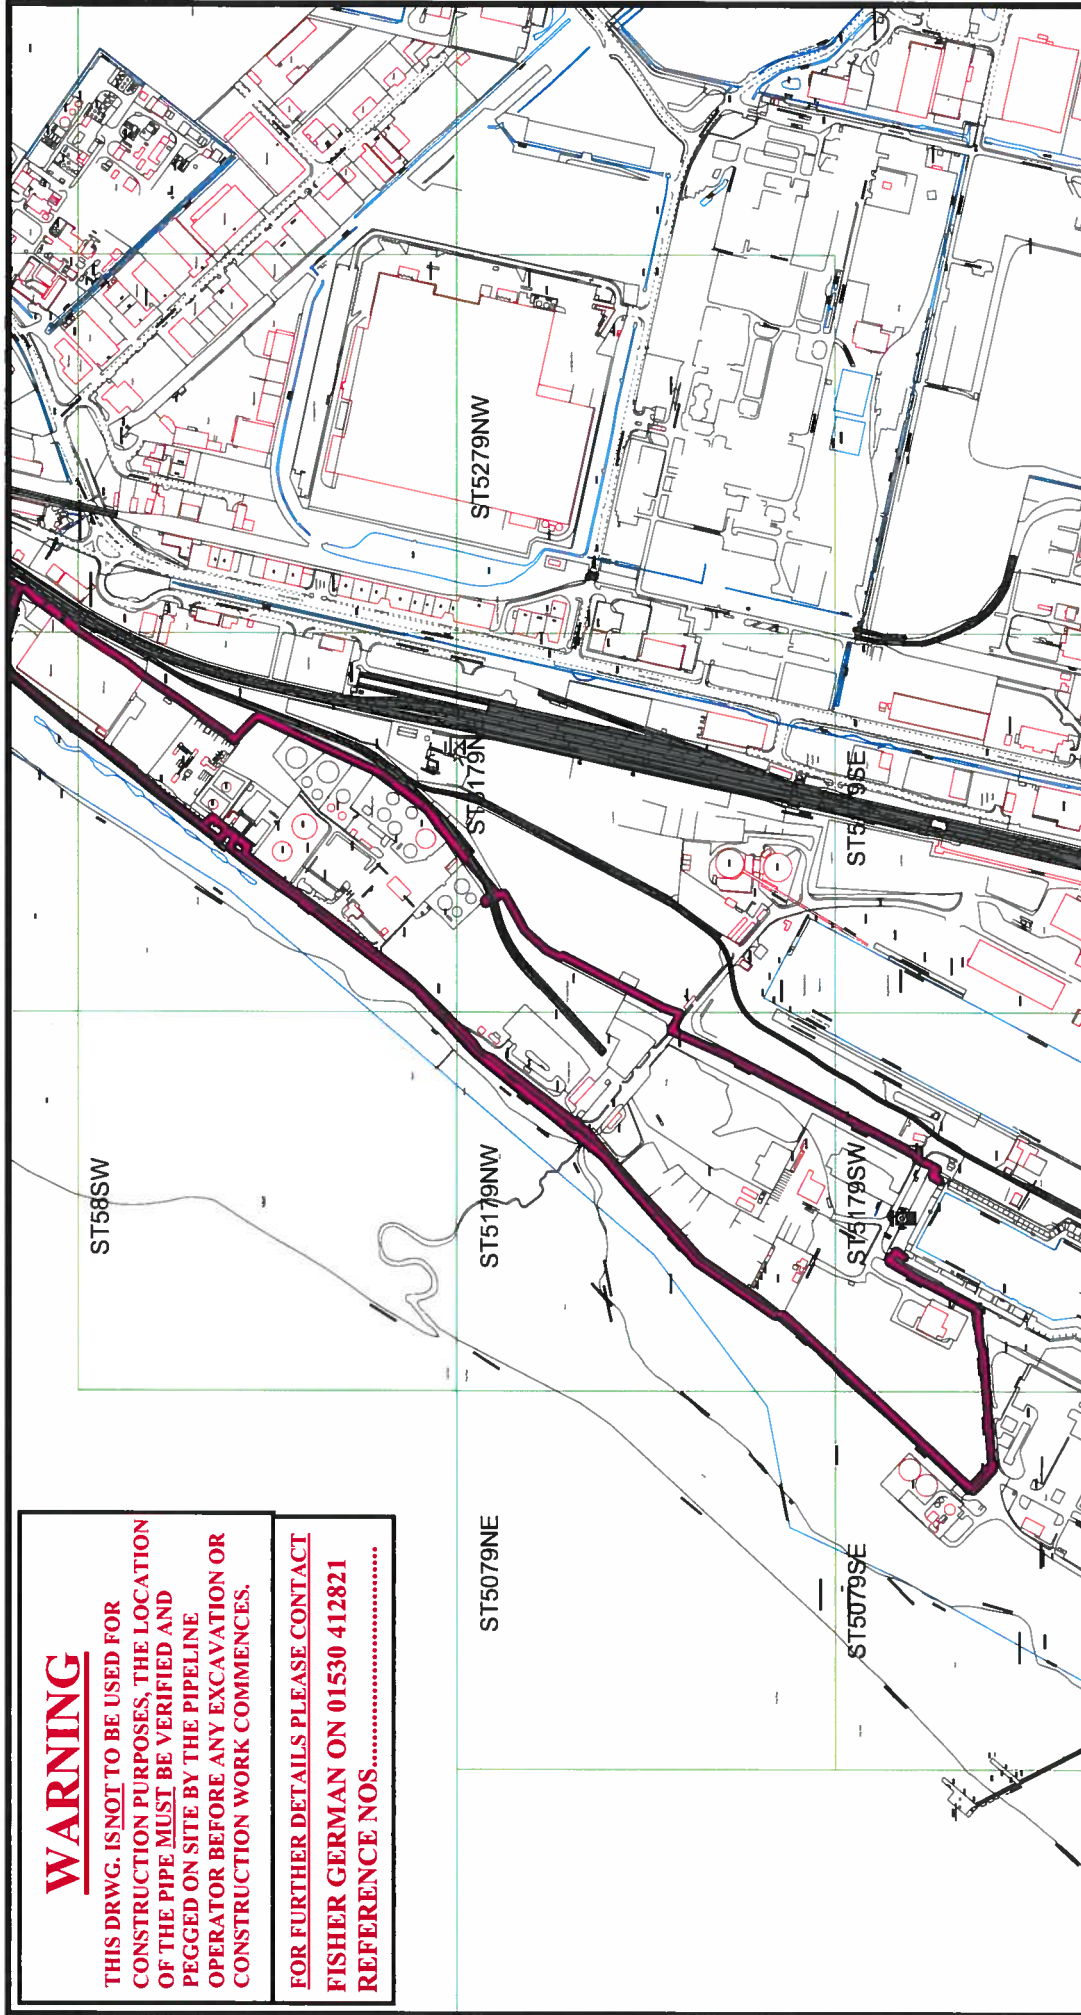 WARNING
THIS DRWG. IS NOT TO BE USED FOR
CONSTRUCTION PURPOSES, THE LOCATION
OF THE PIPE MUST BE VERIFIED AND
PEGGED ON SITE BY THE PIPELINE
OPERATOR BEFORE ANY EXCAVATION OR
CONSTRUCTION WORK COMMENCES.
FOR FURTHER DETAILS PLEASE CONTACT
FISHER GERMAN ON 01530 412821
REFERENCE NOS..............................
ST58SW
ST5079NE
ST5179NW
ST5279NW
ST5079SE
ST5179SW